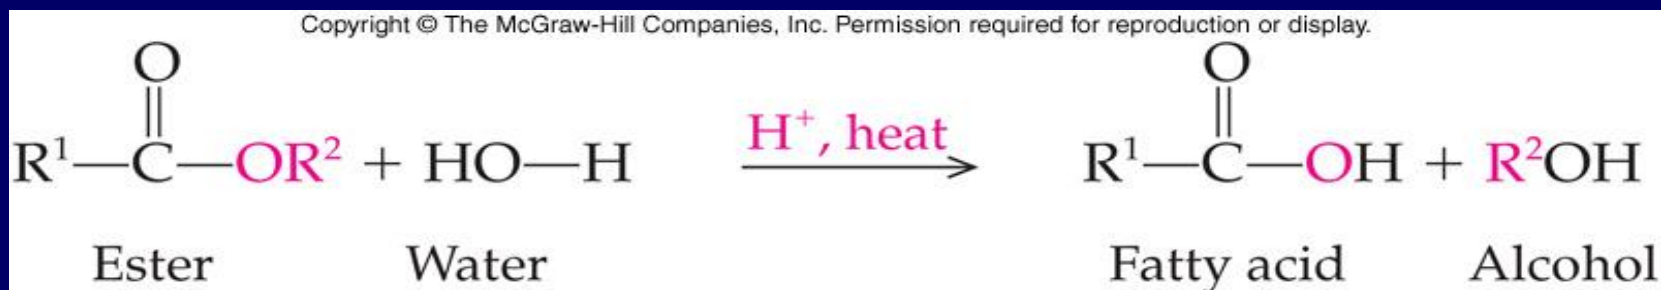 Copyright © The McGraw-Hill Companies, Inc. Permission required for reproduction or display.
O O
R¹—C—OR² + HO—H H⁺, heat R¹—C—OH + R²OH
Ester Water Fatty acid Alcohol